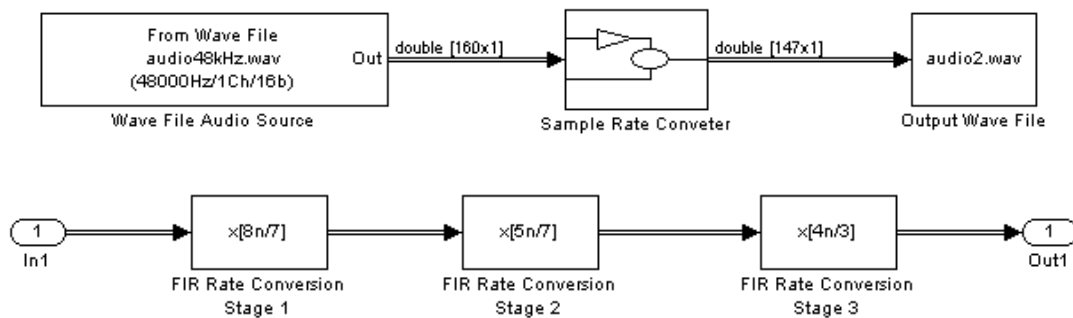 From Wave File
audio48kHz.wav
(48000Hz/1Ch/16b)
Out
double [160x1]
double [147x1]
audio2.wav
Wave File Audio Source
Sample Rate Conveter
Output Wave File
1
x[8n/7]
x[5n/7]
x[4n/3]
1
In1
FIR Rate Conversion
Stage 1
FIR Rate Conversion
Stage 2
FIR Rate Conversion
Stage 3
Out1